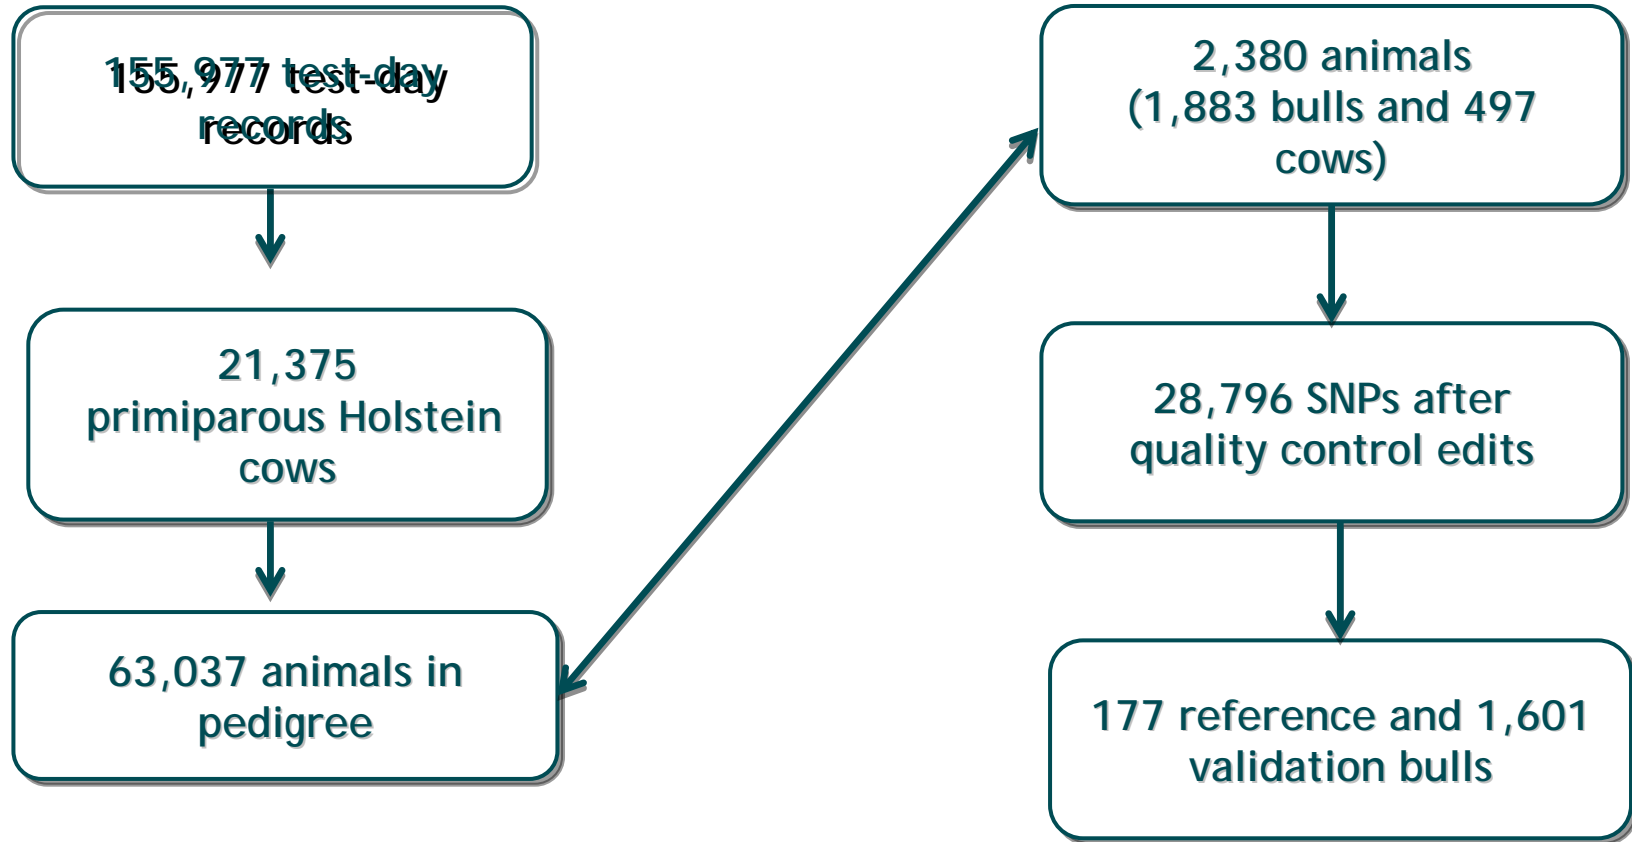 155,977 test-day
records
21,375
primiparous Holstein
cows
63,037 animals in
pedigree
2,380 animals
(1,883 bulls and 497
cows)
28,796 SNPs after
quality control edits
177 reference and 1,601
validation bulls